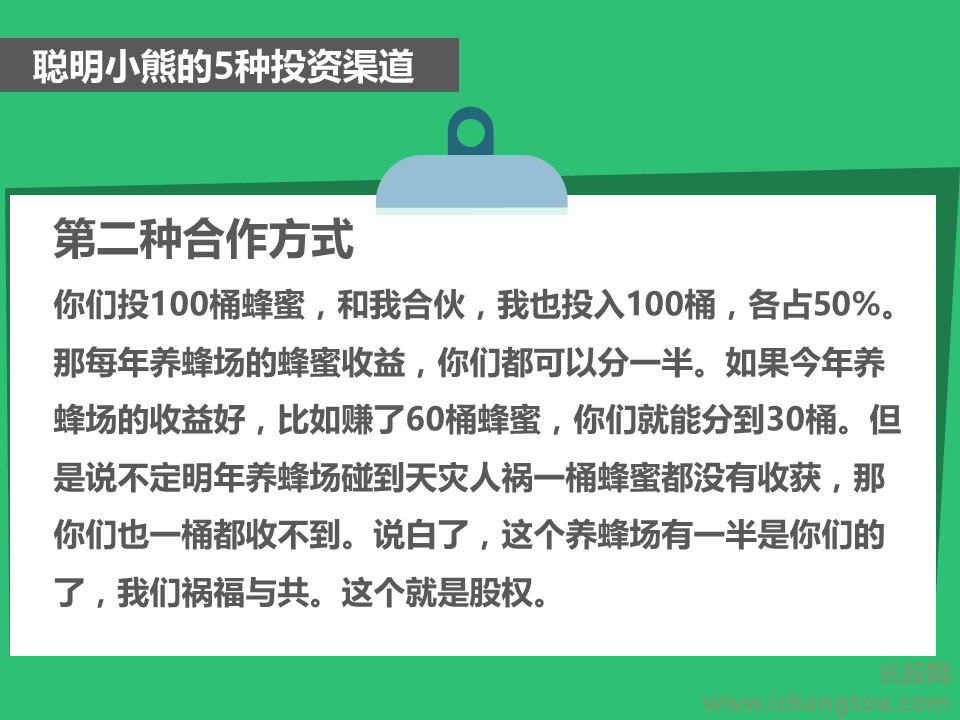 聪明小熊的5种投资渠道
第二种合作方式
你们投100桶蜂蜜，和我合伙，我也投入100桶，各占50%。
那每年养蜂场的蜂蜜收益，你们都可以分一半。如果今年养
蜂场的收益好，比如赚了60桶蜂蜜，你们就能分到30桶。但
是说不定明年养蜂场碰到天灾人祸一桶蜂蜜都没有收获，那
你们也一桶都收不到。说白了，这个养蜂场有一半是你们的
了，我们祸福与共。这个就是股权。
长投网
www.ichangtou.com